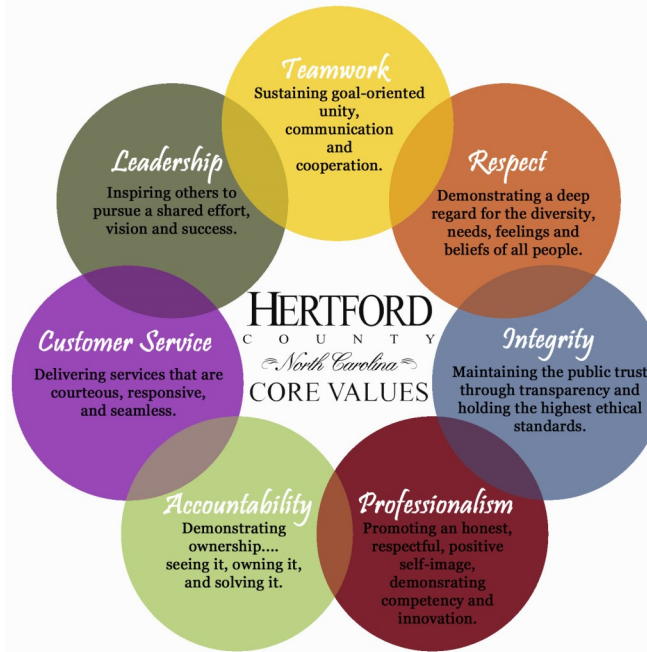 Teamwork
Sustaining goal-oriented
unity,
communication
and
cooperation.
Respect
Demonstrating a deep
regard for the diversity,
needs, feelings and
beliefs of all people.
Integrity
Maintaining the public trust
through transparency and
holding the highest ethical
standards.
Professionalism
Promoting an honest,
respectful, positive
self-image,
demonsrating
competency and
innovation.
Accountability
Demonstrating
ownership....
seeing it, owning it,
and solving it.
Customer Service
Delivering services that are
courteous, responsive,
and seamless.
Leadership
Inspiring others to
pursue a shared effort,
vision and success.
HERTFORD
COUNTY
North Carolina
CORE VALUES